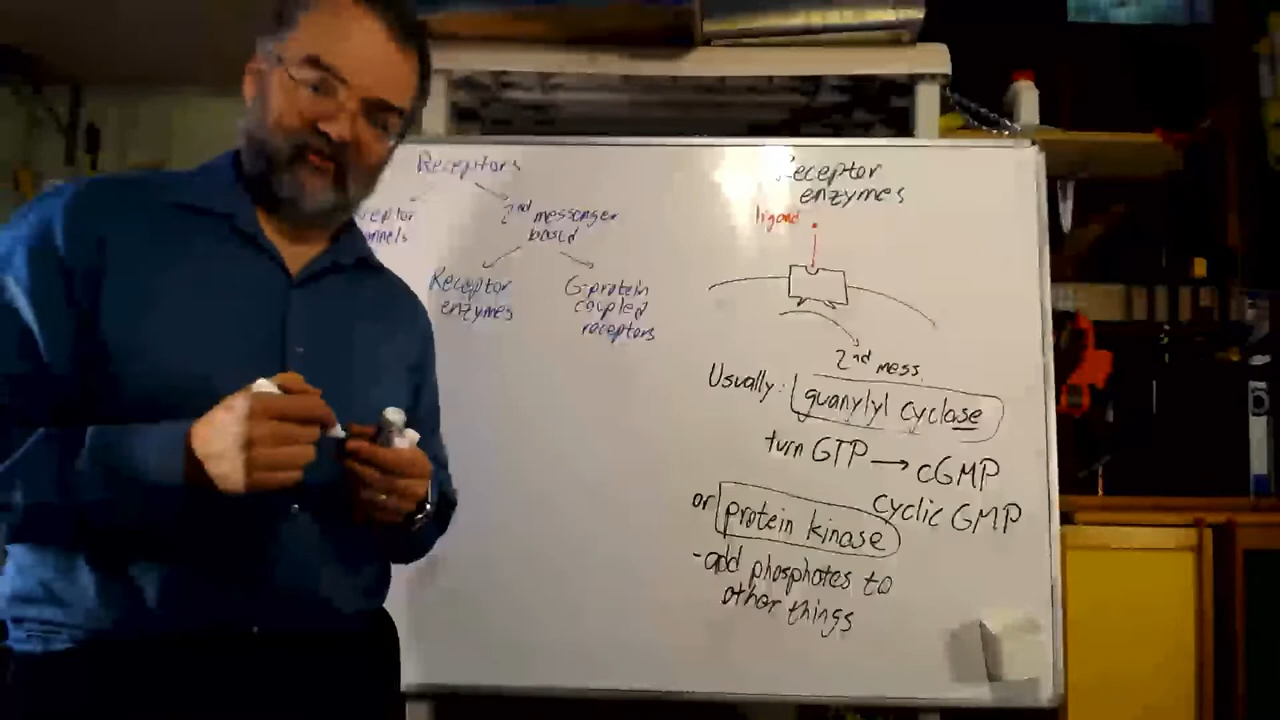 Receptors
2nd messenger
based
Receptor
enzymes
G-protein
coupled
receptors
Receptor
enzymes
ligand
2nd mess.
Usually: guanylyl cyclase
turn GTP → cGMP
cyclic GMP
or protein kinase
-add phosphates to
other things